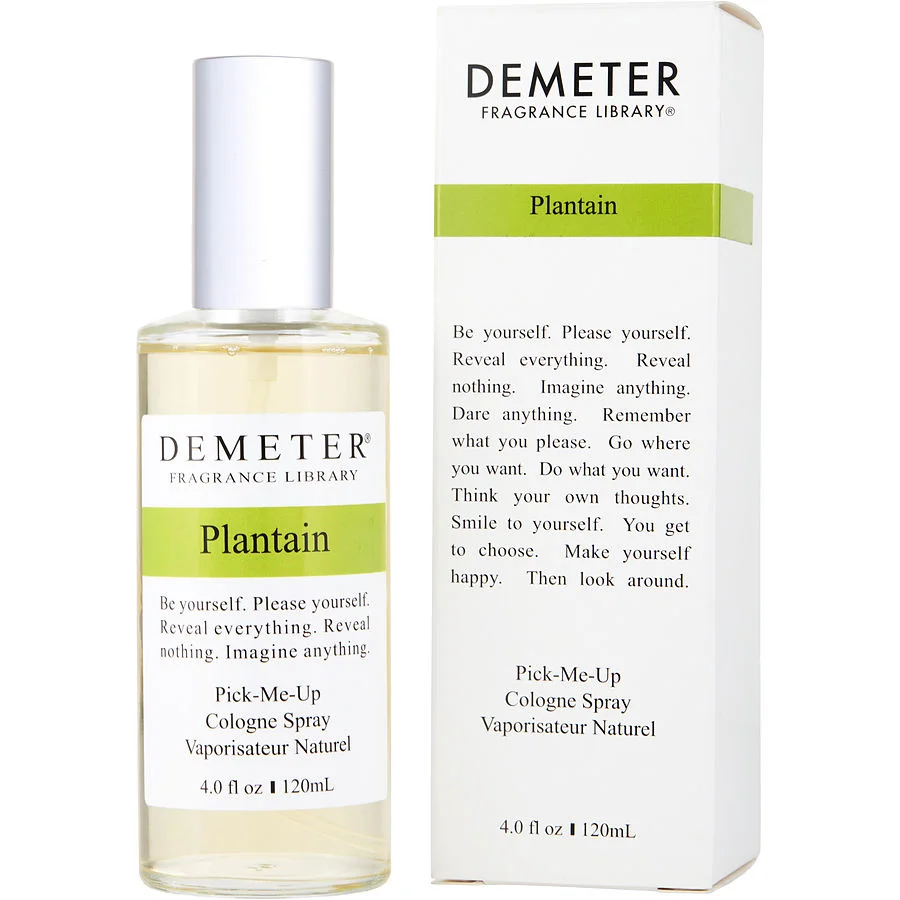 DEMETER®
FRAGRANCE LIBRARY
Plantain
Be yourself. Please yourself.
Reveal everything. Reveal
nothing. Imagine anything.
Pick-Me-Up
Cologne Spray
Vaporisateur Naturel
4.0 fl oz ❚ 120mL
DEMETER
FRAGRANCE LIBRARY®
Plantain
Be yourself. Please yourself.
Reveal everything. Reveal
nothing. Imagine anything.
Dare anything. Remember
what you please. Go where
you want. Do what you want.
Think your own thoughts.
Smile to yourself. You get
to choose. Make yourself
happy. Then look around.
Pick-Me-Up
Cologne Spray
Vaporisateur Naturel
4.0 fl oz ❚ 120mL